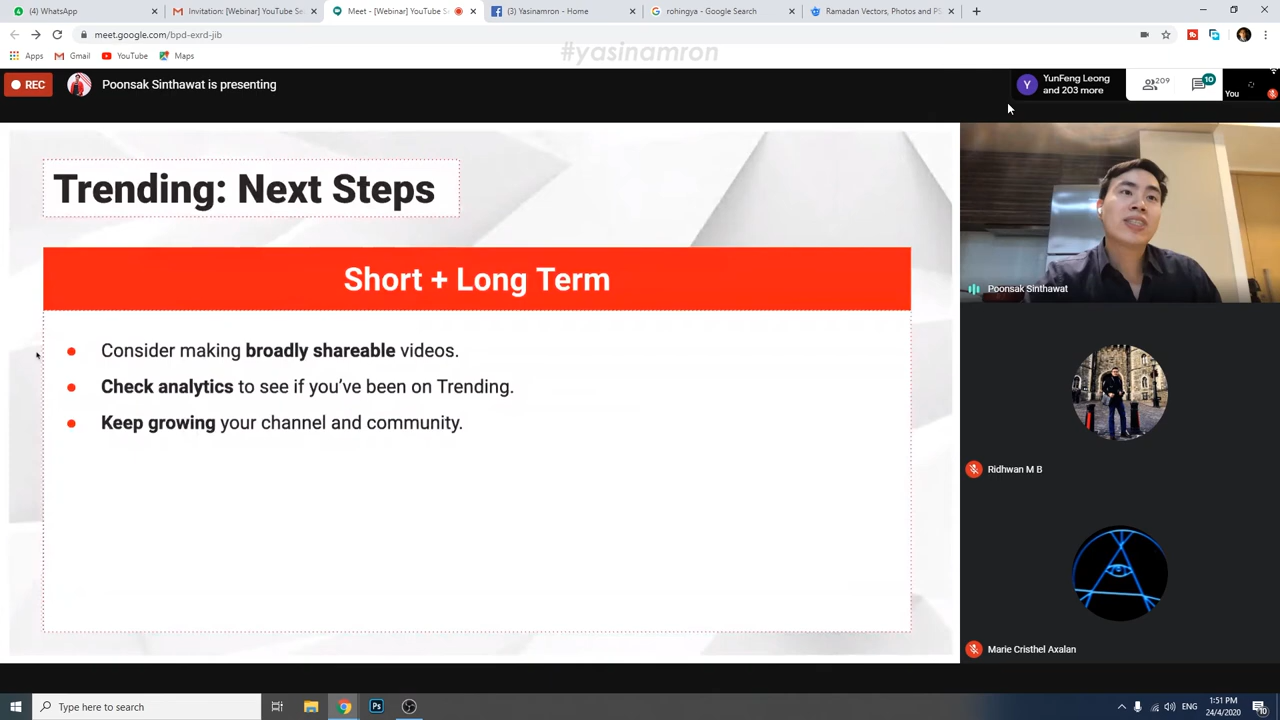 (3) WhatsApp
Invitation: [Webinar] YouTube Se
Meet - [Webinar] YouTube S
(3) Yasinamron - Home
rohingya - Google Search
Ramadan Vectors, Photos and PS
meet.google.com/bpd-exrd-jib
Apps
Gmail
YouTube
Maps
#yasinamron
REC
Poonsak Sinthawat is presenting
YunFeng Leong
and 203 more
209
10
You
Trending: Next Steps
Short + Long Term
Consider making broadly shareable videos.
Check analytics to see if you've been on Trending.
Keep growing your channel and community.
Poonsak Sinthawat
Ridhwan M B
Marie Cristhel Axalan
Type here to search
Ps
ENG
1:51 PM
24/4/2020
10